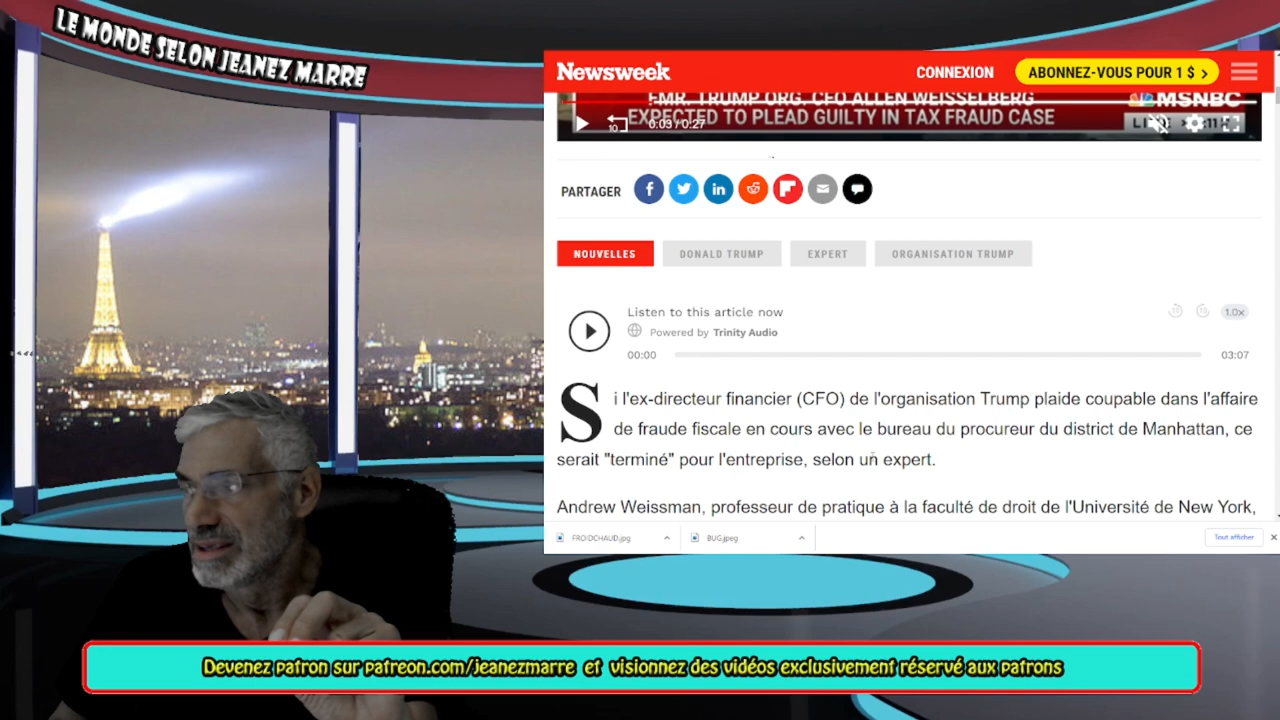 LE MONDE SELON JEANEZ MARRE
Newsweek
CONNEXION
ABONNEZ-VOUS POUR 1 $ >
FMR. TRUMP ORG. CFO ALLEN WEISSELBERG
EXPECTED TO PLEAD GUILTY IN TAX FRAUD CASE
MSNBC
10
0:03 / 0:27
PARTAGER
NOUVELLES
DONALD TRUMP
EXPERT
ORGANISATION TRUMP
Listen to this article now
Powered by Trinity Audio
1.0x
00:00
03:07
Si l'ex-directeur financier (CFO) de l'organisation Trump plaide coupable dans l'affaire
de fraude fiscale en cours avec le bureau du procureur du district de Manhattan, ce
serait "terminé" pour l'entreprise, selon un expert.
Andrew Weissman, professeur de pratique à la faculté de droit de l'Université de New York,
FROIDCHAUD.jpg
BUG.jpeg
Tout afficher
Devenez patron sur patreon.com/jeanezmarre et visionnez des vidéos exclusivement réservé aux patrons